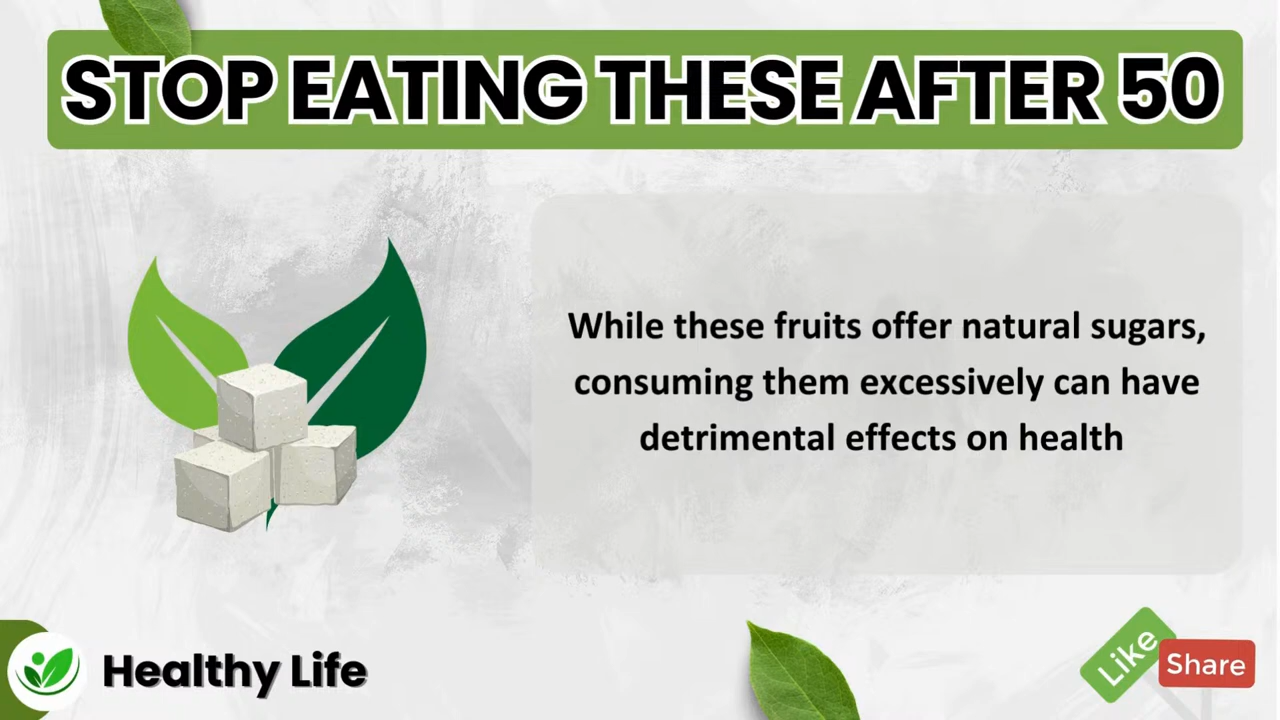 STOP EATING THESE AFTER 50
While these fruits offer natural sugars,
consuming them excessively can have
detrimental effects on health
Healthy Life
Like
Share